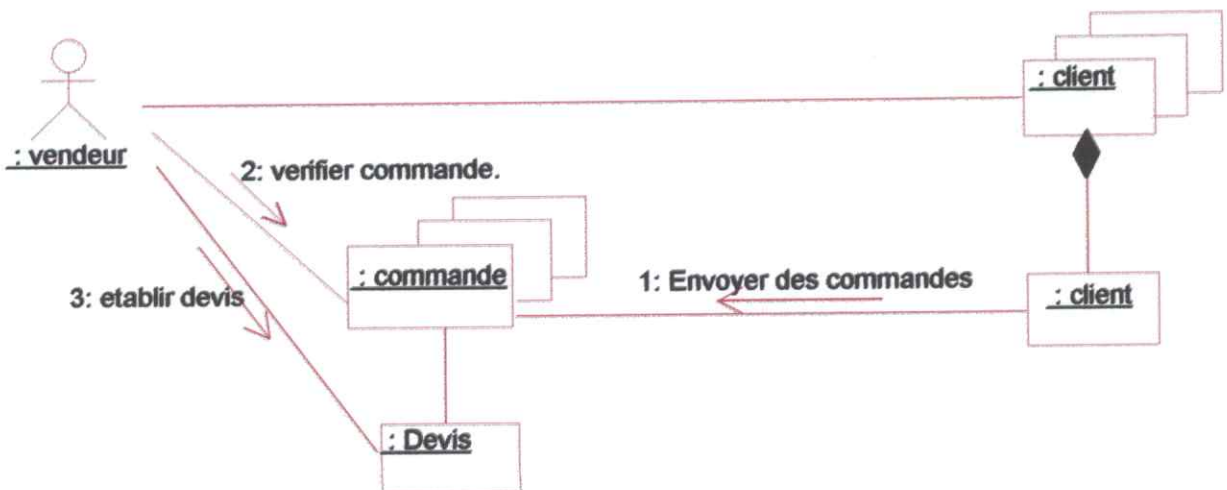 : client
: vendeur
2: verifier commande.
: commande
1: Envoyer des commandes
3: etablir devis
: client
: Devis